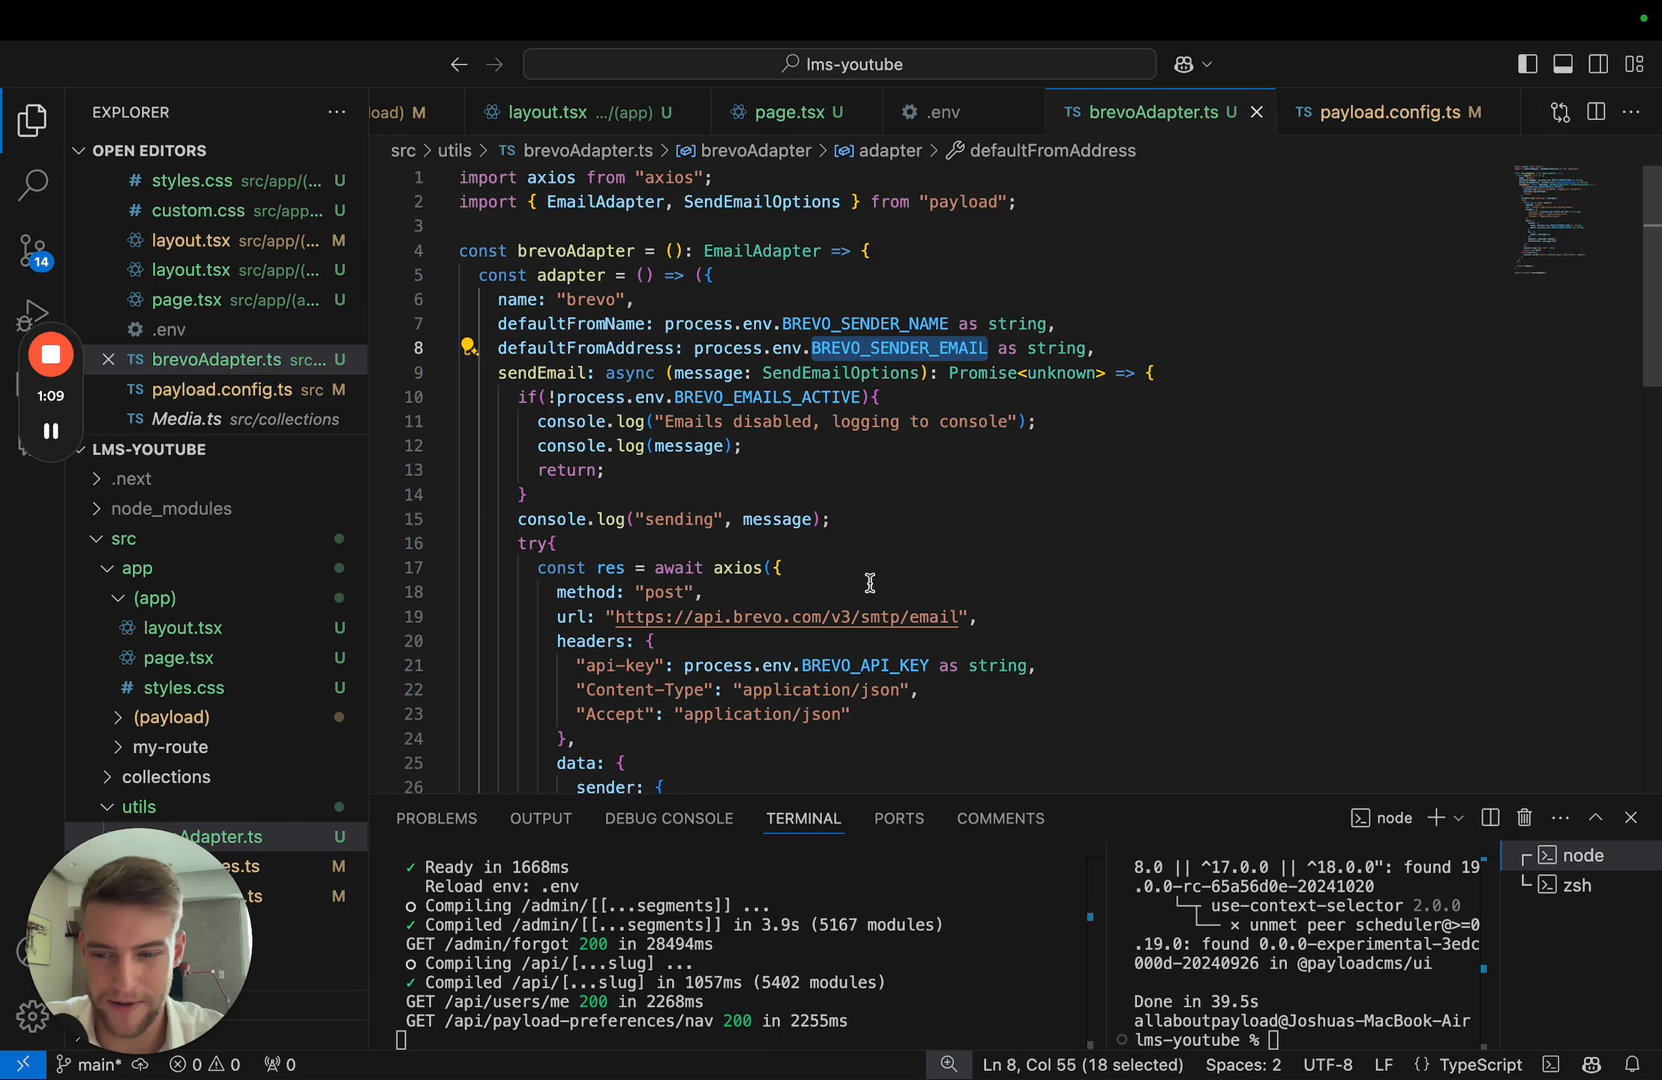 lms-youtube
EXPLORER
oad) M
layout.tsx .../(app) U
page.tsx U
.env
TS brevoAdapter.ts U
TS payload.config.ts M
OPEN EDITORS
# styles.css src/app/(... U
# custom.css src/app... U
layout.tsx src/app/(... M
layout.tsx src/app/(... U
page.tsx src/app/(a... U
.env
TS brevoAdapter.ts src... U
TS payload.config.ts src M
TS Media.ts src/collections
14
1:09
LMS-YOUTUBE
.next
node_modules
src
app
(app)
layout.tsx U
page.tsx U
# styles.css U
(payload)
my-route
collections
utils
Adapter.ts U
es.ts M
.ts M
src > utils > TS brevoAdapter.ts > brevoAdapter > adapter > defaultFromAddress
1 import axios from "axios";
2 import { EmailAdapter, SendEmailOptions } from "payload";
3
4 const brevoAdapter = (): EmailAdapter => {
5 const adapter = () => ({
6 name: "brevo",
7 defaultFromName: process.env.BREVO_SENDER_NAME as string,
8 defaultFromAddress: process.env.BREVO_SENDER_EMAIL as string,
9 sendEmail: async (message: SendEmailOptions): Promise<unknown> => {
10 if(!process.env.BREVO_EMAILS_ACTIVE){
11 console.log("Emails disabled, logging to console");
12 console.log(message);
13 return;
14 }
15 console.log("sending", message);
16 try{
17 const res = await axios({
18 method: "post",
19 url: "https://api.brevo.com/v3/smtp/email",
20 headers: {
21 "api-key": process.env.BREVO_API_KEY as string,
22 "Content-Type": "application/json",
23 "Accept": "application/json"
24 },
25 data: {
26 sender: {
PROBLEMS OUTPUT DEBUG CONSOLE TERMINAL PORTS COMMENTS
node
✓ Ready in 1668ms
Reload env: .env
○ Compiling /admin/[[...segments]] ...
✓ Compiled /admin/[[...segments]] in 3.9s (5167 modules)
GET /admin/forgot 200 in 28494ms
○ Compiling /api/[...slug] ...
✓ Compiled /api/[...slug] in 1057ms (5402 modules)
GET /api/users/me 200 in 2268ms
GET /api/payload-preferences/nav 200 in 2255ms
8.0 || ^17.0.0 || ^18.0.0": found 19
.0.0-rc-65a56d0e-20241020
└─┬ use-context-selector 2.0.0
└── ✕ unmet peer scheduler@>=0
.19.0: found 0.0.0-experimental-3edc
000d-20240926 in @payloadcms/ui
Done in 39.5s
allaboutpayload@Joshuas-MacBook-Air
lms-youtube %
node
zsh
main* 0 0 0
Ln 8, Col 55 (18 selected) Spaces: 2 UTF-8 LF {} TypeScript